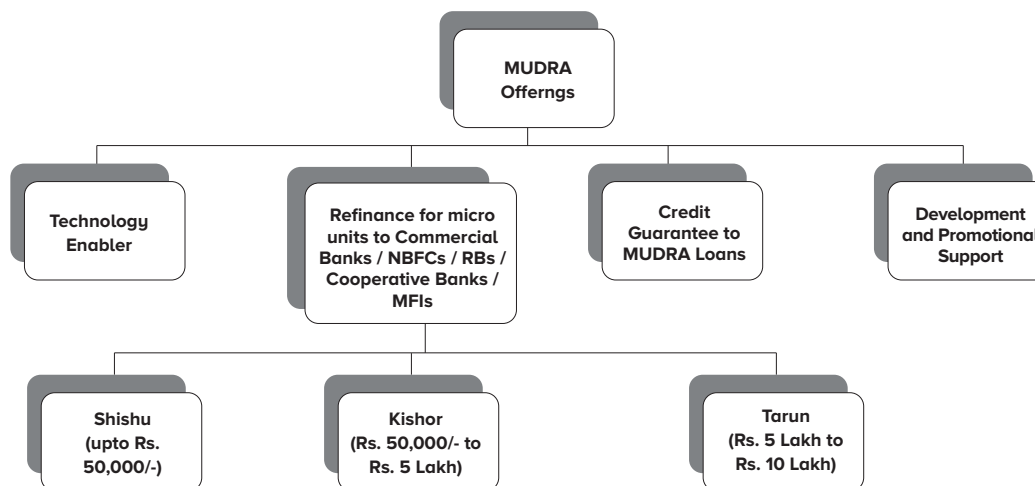 MUDRA
Offerngs
Technology
Enabler
Refinance for micro
units to Commercial
Banks / NBFCs / RBs /
Cooperative Banks /
MFIs
Credit
Guarantee to
MUDRA Loans
Development
and Promotional
Support
Shishu
(upto Rs.
50,000/-)
Kishor
(Rs. 50,000/- to
Rs. 5 Lakh)
Tarun
(Rs. 5 Lakh to
Rs. 10 Lakh)